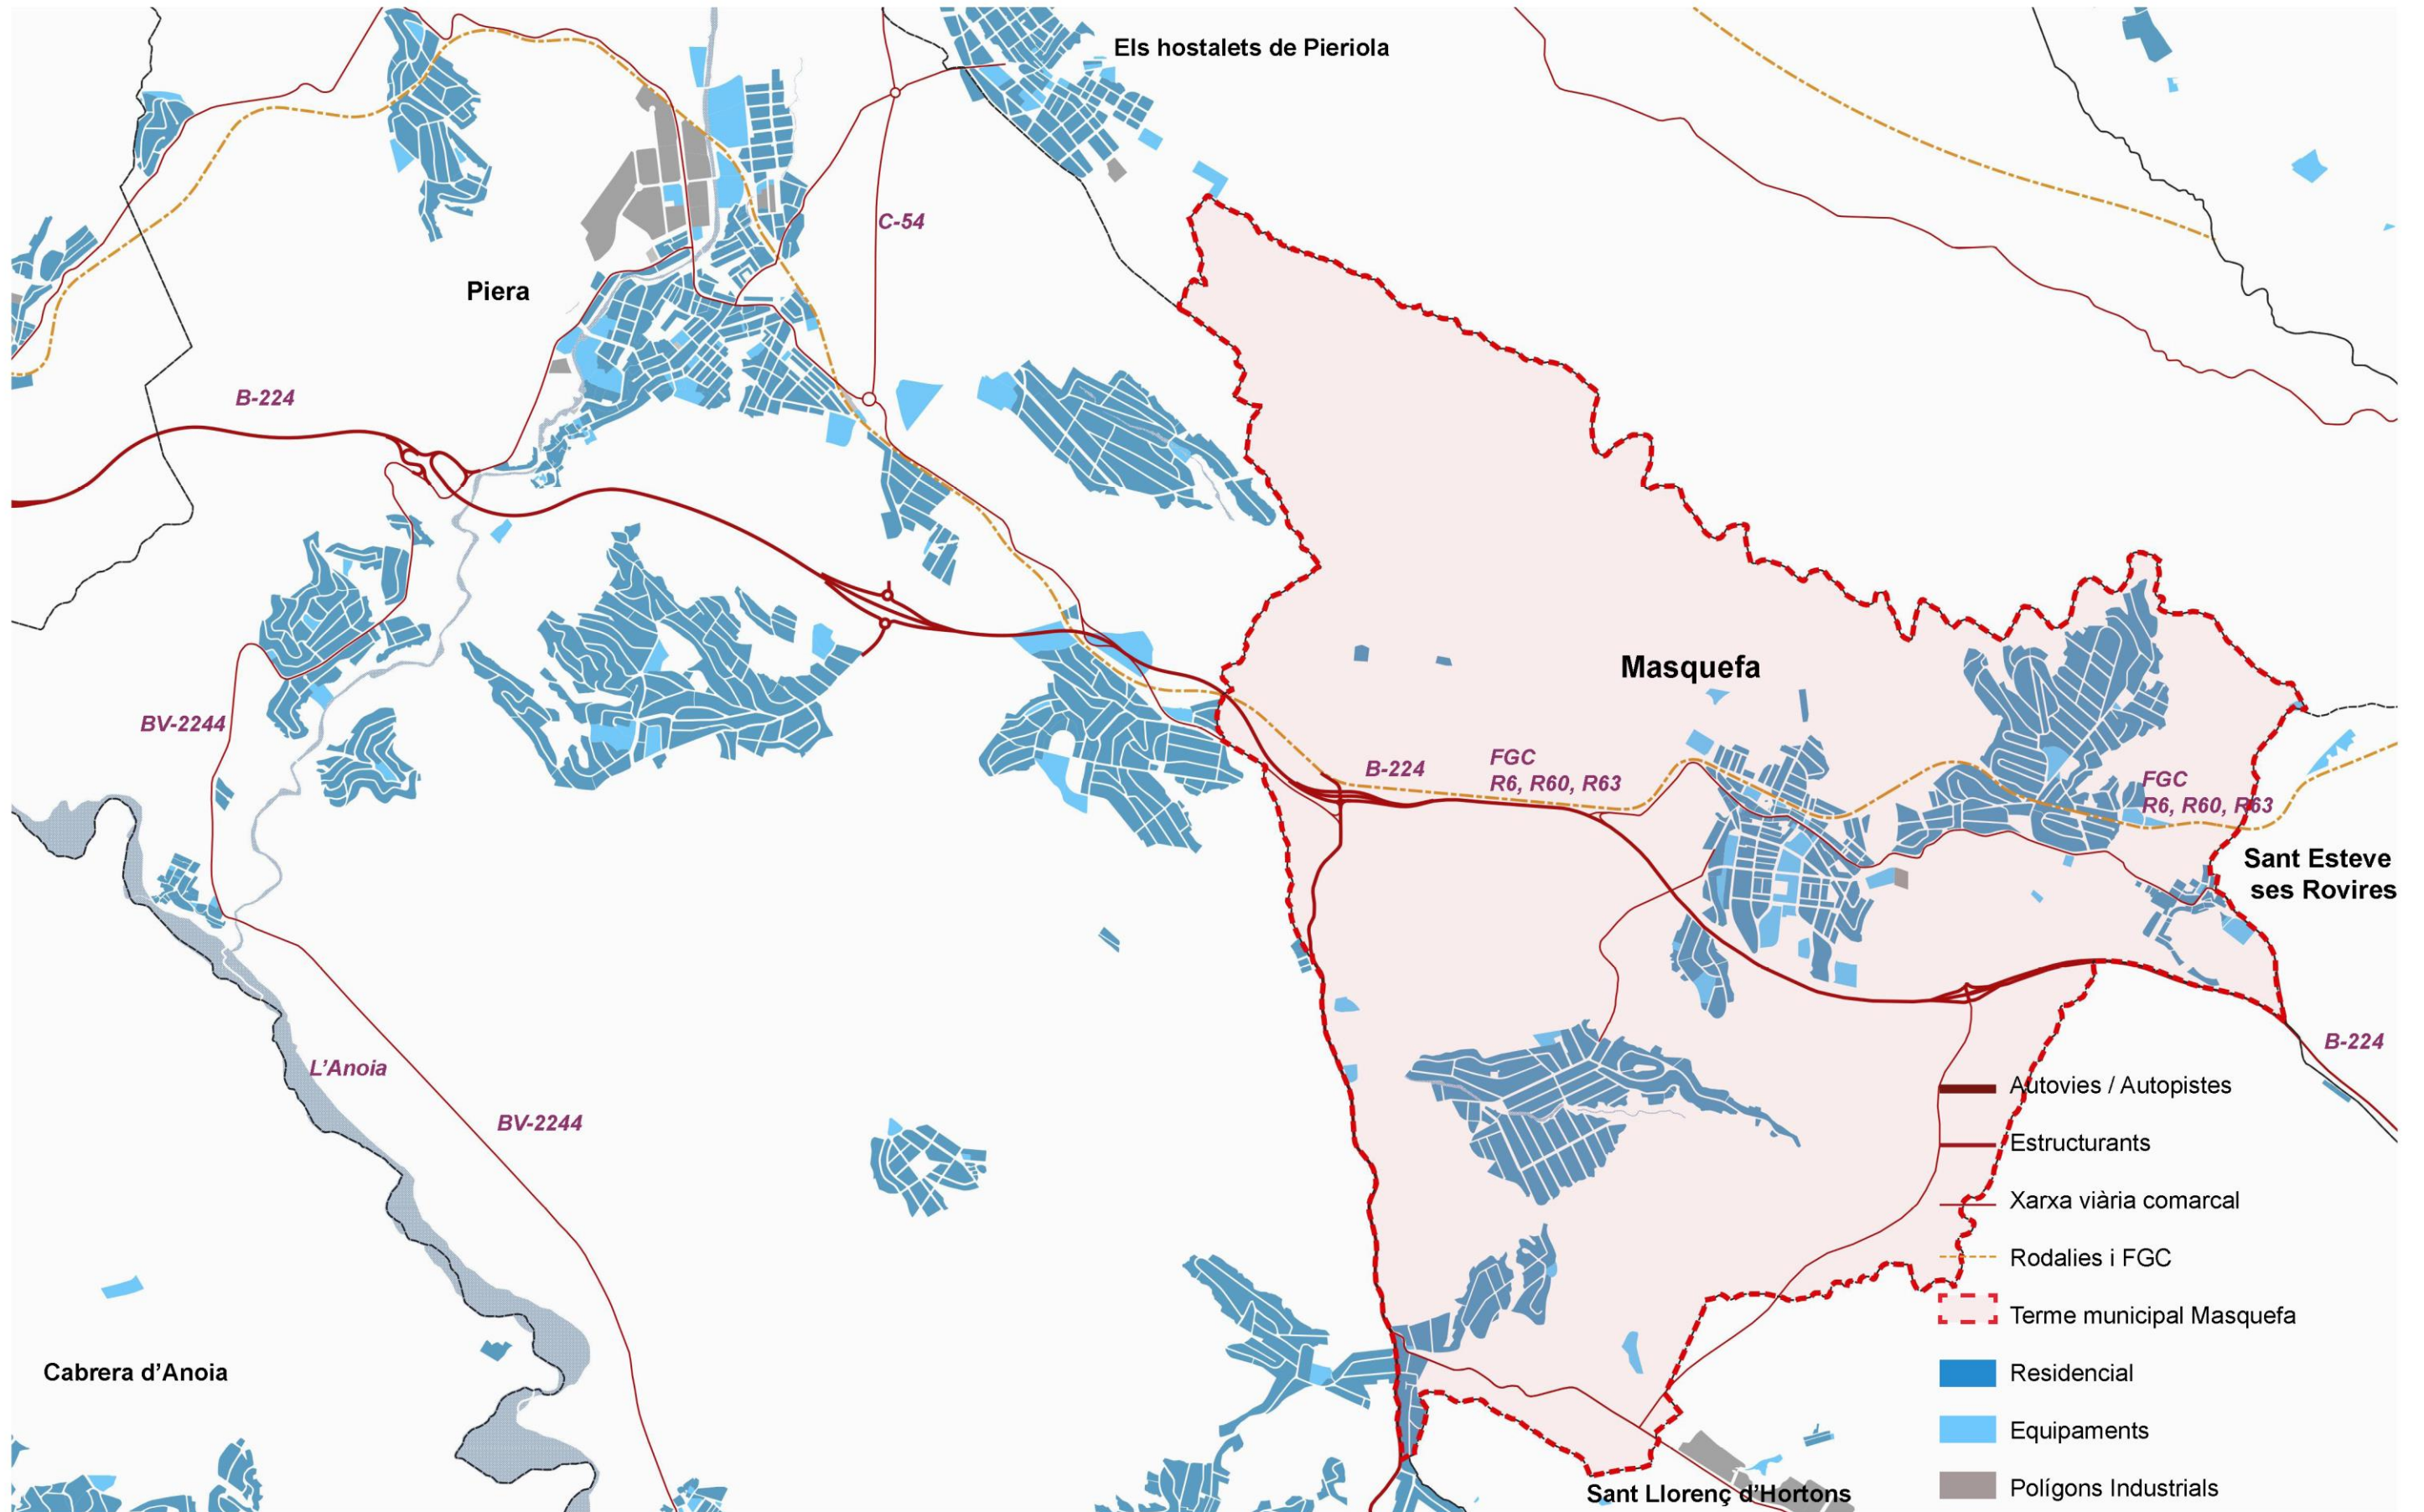 Els hostalets de Pieriola
C-54
Piera
B-224
Masquefa
BV-2244
B-224
FGC
R6, R60, R63
FGC
R6, R60, R63
Sant Esteve
ses Rovires
B-224
L'Anoia
BV-2244
Cabrera d'Anoia
Sant Llorenç d'Hortons
Autovies / Autopistes
Estructurants
Xarxa viària comarcal
Rodalies i FGC
Terme municipal Masquefa
Residencial
Equipaments
Polígons Industrials